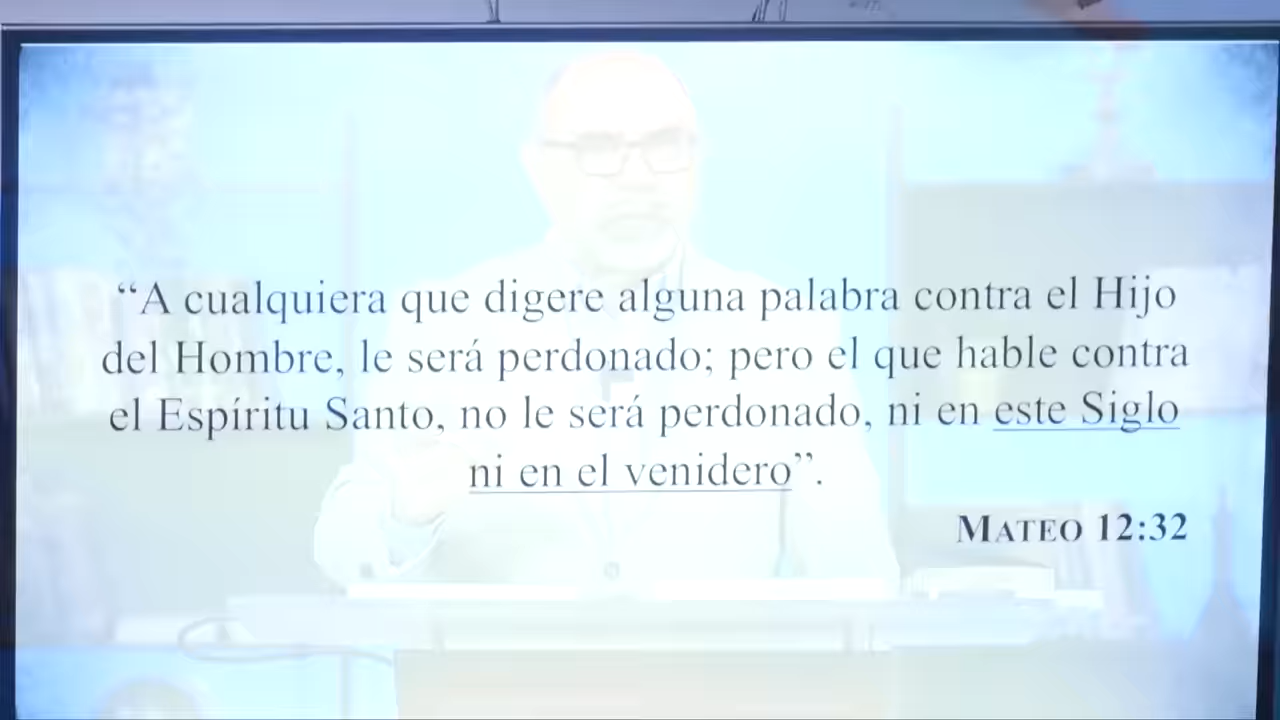 “A cualquiera que digere alguna palabra contra el Hijo
del Hombre, le será perdonado; pero el que hable contra
el Espíritu Santo, no le será perdonado, ni en este Siglo
ni en el venidero”.
MATEO 12:32